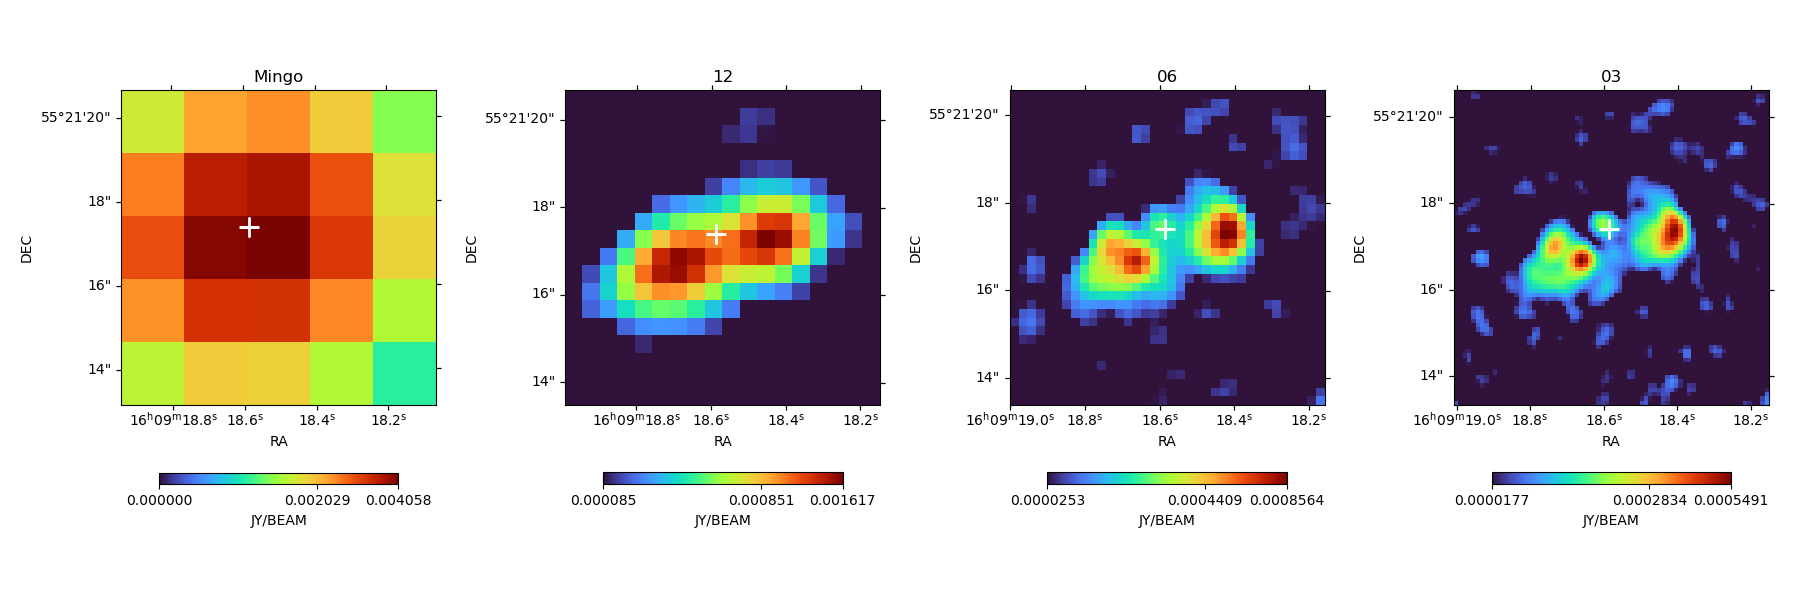 Mingo
12
06
03
55°21'20"
18"
16"
14"
DEC
16ʰ09ᵐ18.8ˢ 18.6ˢ 18.4ˢ 18.2ˢ
RA
0.0000000 0.002029 0.004058
JY/BEAM
55°21'20"
18"
16"
14"
DEC
16ʰ09ᵐ18.8ˢ 18.6ˢ 18.4ˢ 18.2ˢ
RA
0.000085 0.000851 0.001617
JY/BEAM
55°21'20"
18"
16"
14"
16ʰ09ᵐ19.0ˢ 18.8ˢ 18.6ˢ 18.4ˢ 18.2ˢ
RA
0.0000253 0.0004409 0.0008564
JY/BEAM
55°21'20"
18"
16"
14"
DEC
16ʰ09ᵐ19.0ˢ 18.8ˢ 18.6ˢ 18.4ˢ 18.2ˢ
RA
0.0000177 0.0002834 0.0005491
JY/BEAM